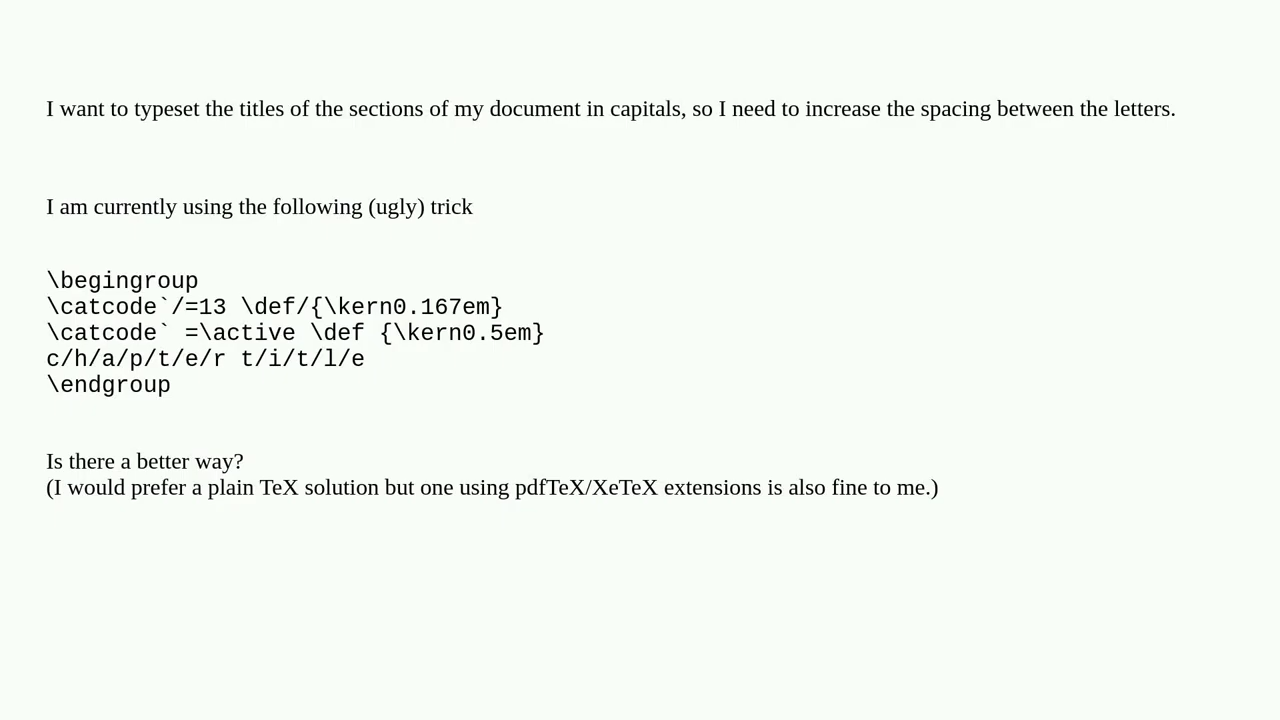 I want to typeset the titles of the sections of my document in capitals, so I need to increase the spacing between the letters.
I am currently using the following (ugly) trick
\begingroup
\catcode`/=13 \def/{\kern0.167em}
\catcode` =\active \def {\kern0.5em}
c/h/a/p/t/e/r t/i/t/l/e
\endgroup
Is there a better way?
(I would prefer a plain TeX solution but one using pdfTeX/XeTeX extensions is also fine to me.)